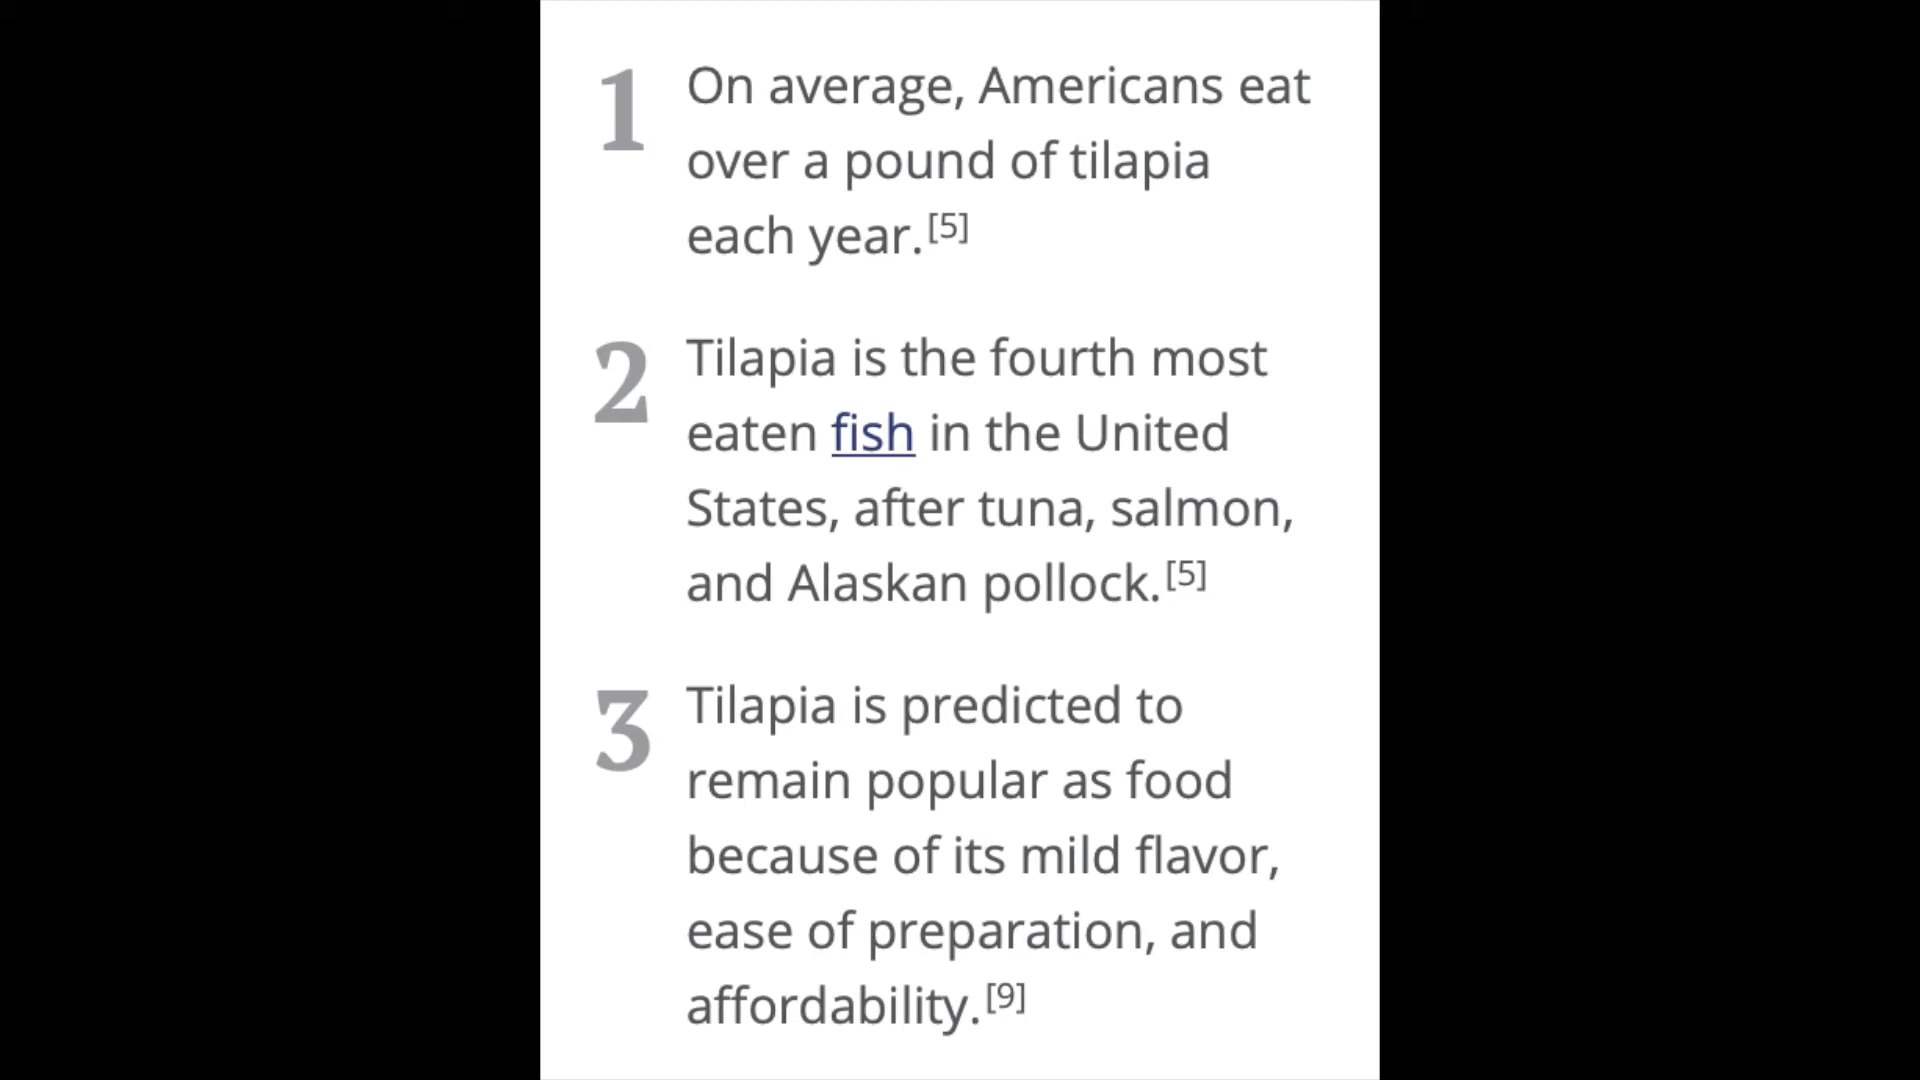 1 On average, Americans eat
over a pound of tilapia
each year.[5]
2 Tilapia is the fourth most
eaten fish in the United
States, after tuna, salmon,
and Alaskan pollock.[5]
3 Tilapia is predicted to
remain popular as food
because of its mild flavor,
ease of preparation, and
affordability.[9]